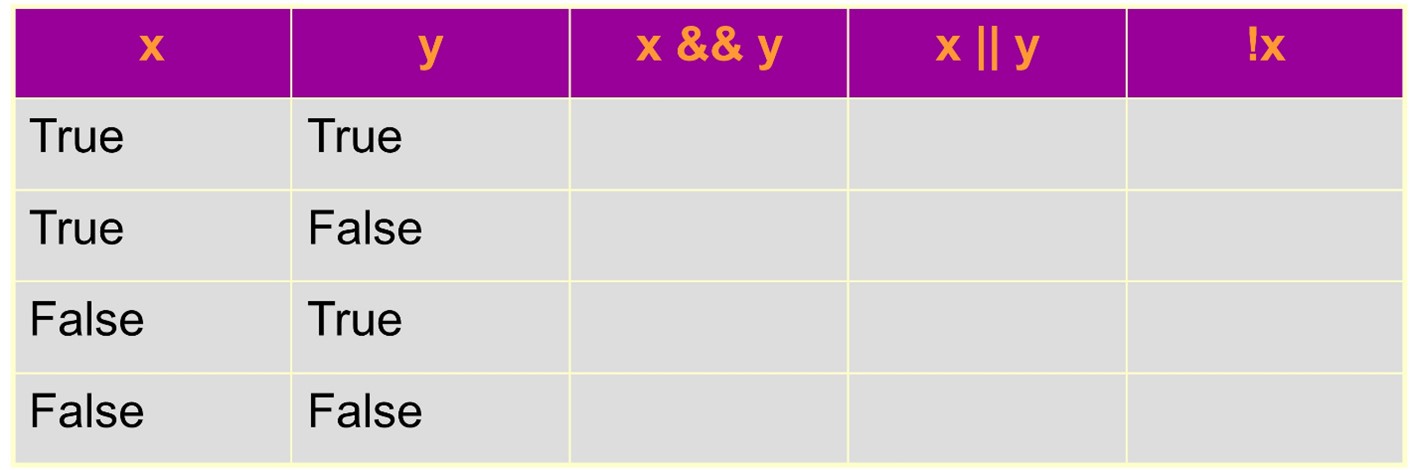 x y x && y x || y !x
True True
True False
False True
False False